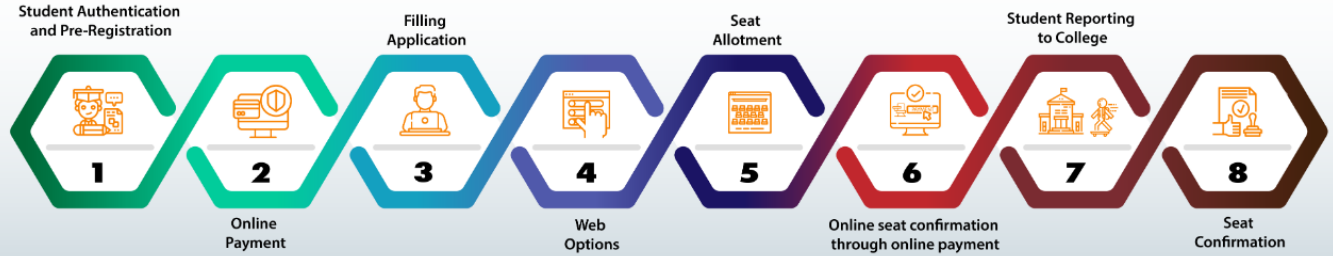 Student Authentication
and Pre-Registration
1
2
Online
Payment
Filling
Application
3
4
Web
Options
Seat
Allotment
5
6
Online seat confirmation
through online payment
Student Reporting
to College
7
8
Seat
Confirmation